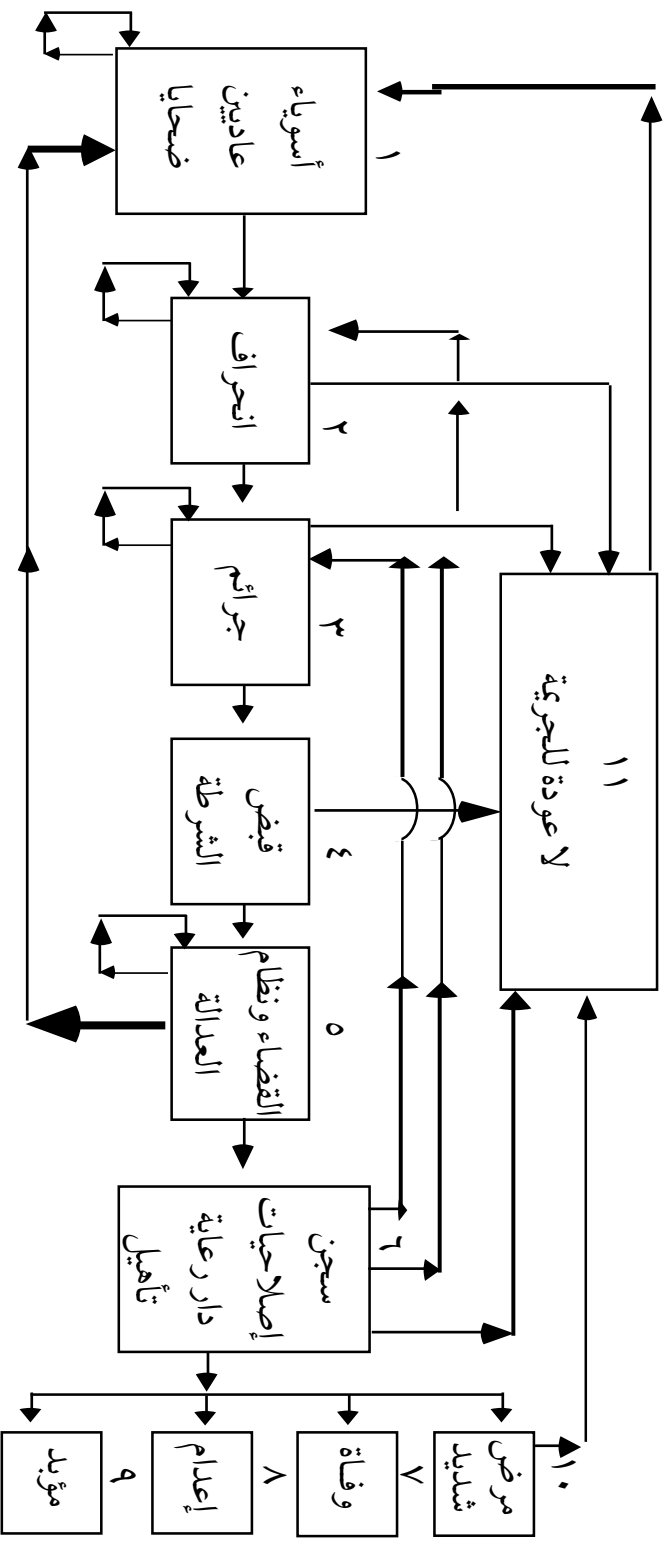 ١
أسوياء
عاديين
ضحايا
٢
انحراف
٣
جرائم
٤
قبض
الشرطة
٥
القضاء ونظام
العدالة
٦
سجن
إصلاحيات
دار رعاية
تأهيل
٧
وفاة
٨
إعدام
٩
مؤبد
١٠
مرض
شديد
١١
لا عودة للجريمة